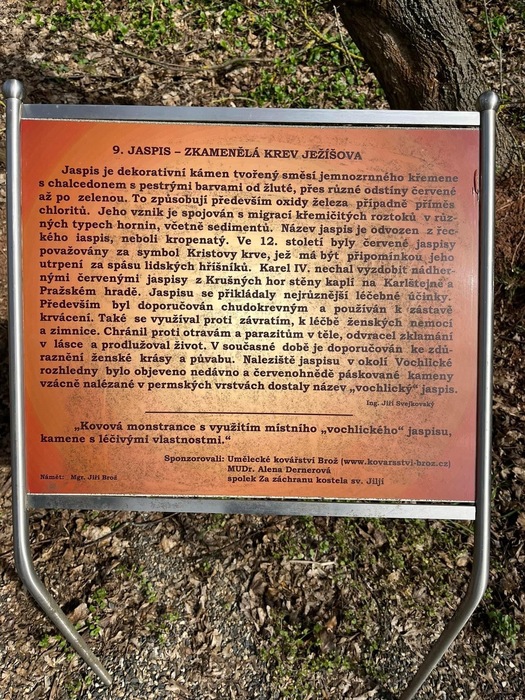 9. JASPIS – ZKAMENĚLÁ KREV JEŽÍŠOVA
Jaspis je dekorativní kámen tvořený směsí jemnozrnného křemene
s chalcedonem s pestrými barvami od žluté, přes různé odstíny červené
až po zelenou. To způsobují především oxidy železa případně příměs
chloritů. Jeho vznik je spojován s migrací křemičitých roztoků v růz-
ných typech hornin, včetně sedimentů. Název jaspis je odvozen z řec-
kého iaspis, neboli kropenatý. Ve 12. století byly červené jaspisy
považovány za symbol Kristovy krve, jež má být připomínkou jeho
utrpení za spásu lidských hříšníků. Karel IV. nechal vyzdobit nádher-
nými červenými jaspisy z Krušných hor stěny kaplí na Karlštejně a
Pražském hradě. Jaspisu se přikládaly nejrůznější léčebné účinky.
Především byl doporučován chudokrevným a používán k zástavě
krvácení. Také se využíval proti závratím, k léčbě ženských nemocí
a zimnice. Chránil proti otravám a parazitům v těle, odvracel zklamání
v lásce a prodlužoval život. V současné době je doporučován ke zdů-
raznění ženské krásy a půvabu. Naleziště jaspisu v okolí Vochlické
rozhledny bylo objeveno nedávno a červenohnědě páskované kameny
vzácně nalézané v permských vrstvách dostaly název „vochlický“ jaspis.
Ing. Jiří Svejkovský
„Kovová monstrance s využitím místního „vochlického“ jaspisu,
kamene s léčivými vlastnostmi.“
Sponzorovali: Umělecké kovářství Brož (www.kovarsstvi-broz.cz)
MUDr. Alena Dernerová
spolek Za záchranu kostela sv. Jiljí
Námět: Mgr. Jiří Brož